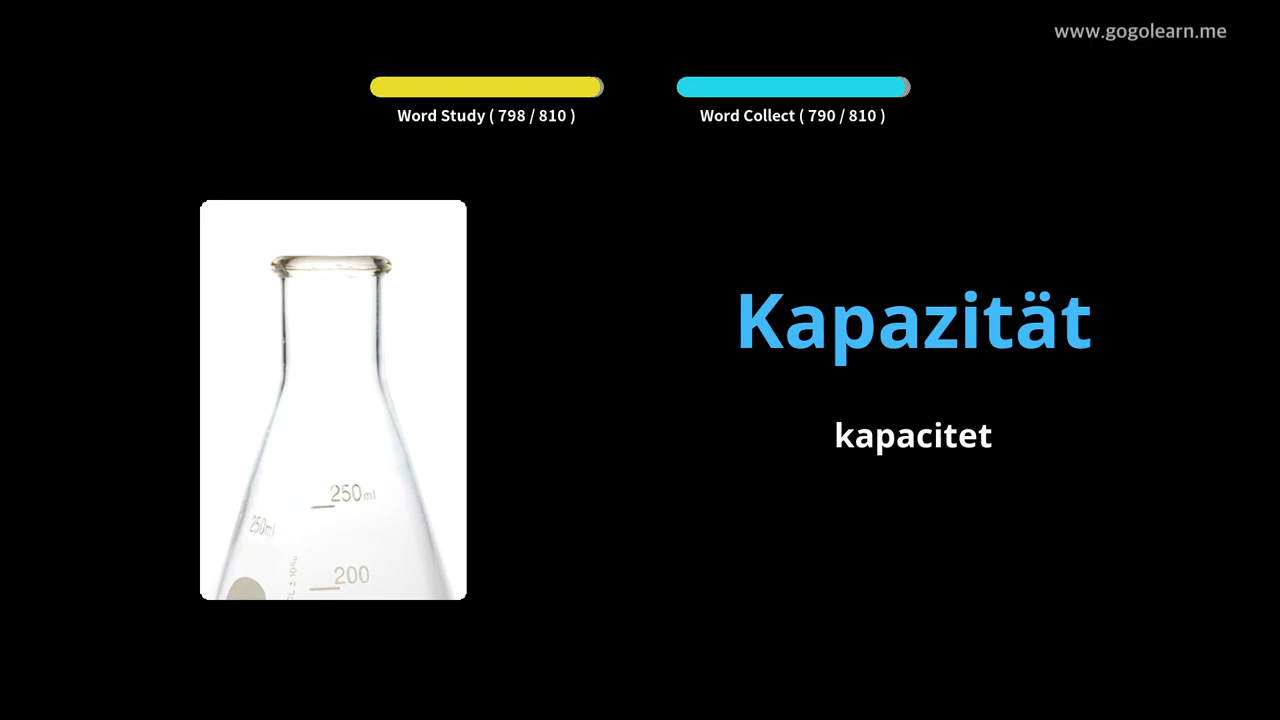 www.gogolearn.me
Word Study ( 798 / 810 )
Word Collect ( 790 / 810 )
Kapazität
kapacitet
250ml
250ml
200